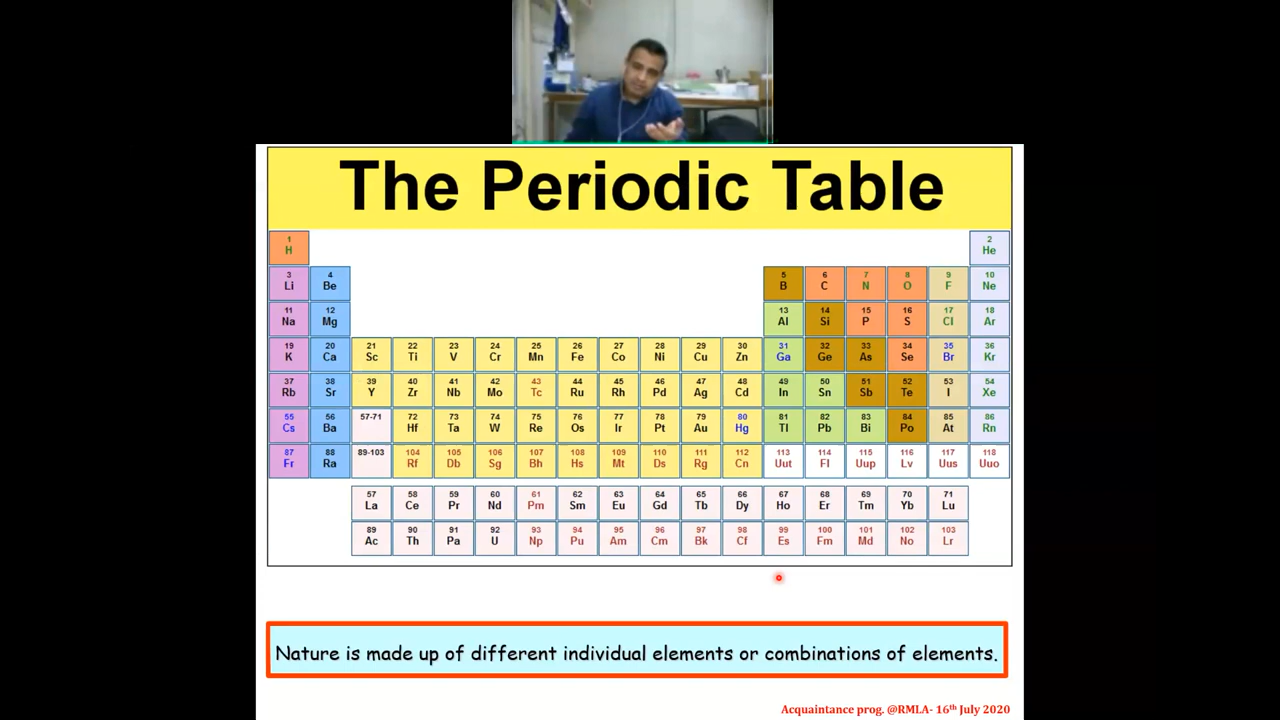 The Periodic Table
1 2
H He
3 4 5 6 7 8 9 10
Li Be B C N O F Ne
11 12 13 14 15 16 17 18
Na Mg Al Si P S Cl Ar
19 20 21 22 23 24 25 26 27 28 29 30 31 32 33 34 35 36
K Ca Sc Ti V Cr Mn Fe Co Ni Cu Zn Ga Ge As Se Br Kr
37 38 39 40 41 42 43 44 45 46 47 48 49 50 51 52 53 54
Rb Sr Y Zr Nb Mo Tc Ru Rh Pd Ag Cd In Sn Sb Te I Xe
55 56 57-71 72 73 74 75 76 77 78 79 80 81 82 83 84 85 86
Cs Ba Hf Ta W Re Os Ir Pt Au Hg Tl Pb Bi Po At Rn
87 88 89-103 104 105 106 107 108 109 110 111 112 113 114 115 116 117 118
Fr Ra Rf Db Sg Bh Hs Mt Ds Rg Cn Uut Fl Uup Lv Uus Uuo
57 58 59 60 61 62 63 64 65 66 67 68 69 70 71
La Ce Pr Nd Pm Sm Eu Gd Tb Dy Ho Er Tm Yb Lu
89 90 91 92 93 94 95 96 97 98 99 100 101 102 103
Ac Th Pa U Np Pu Am Cm Bk Cf Es Fm Md No Lr
Nature is made up of different individual elements or combinations of elements.
Acquaintance prog. @RMLA- 16th July 2020